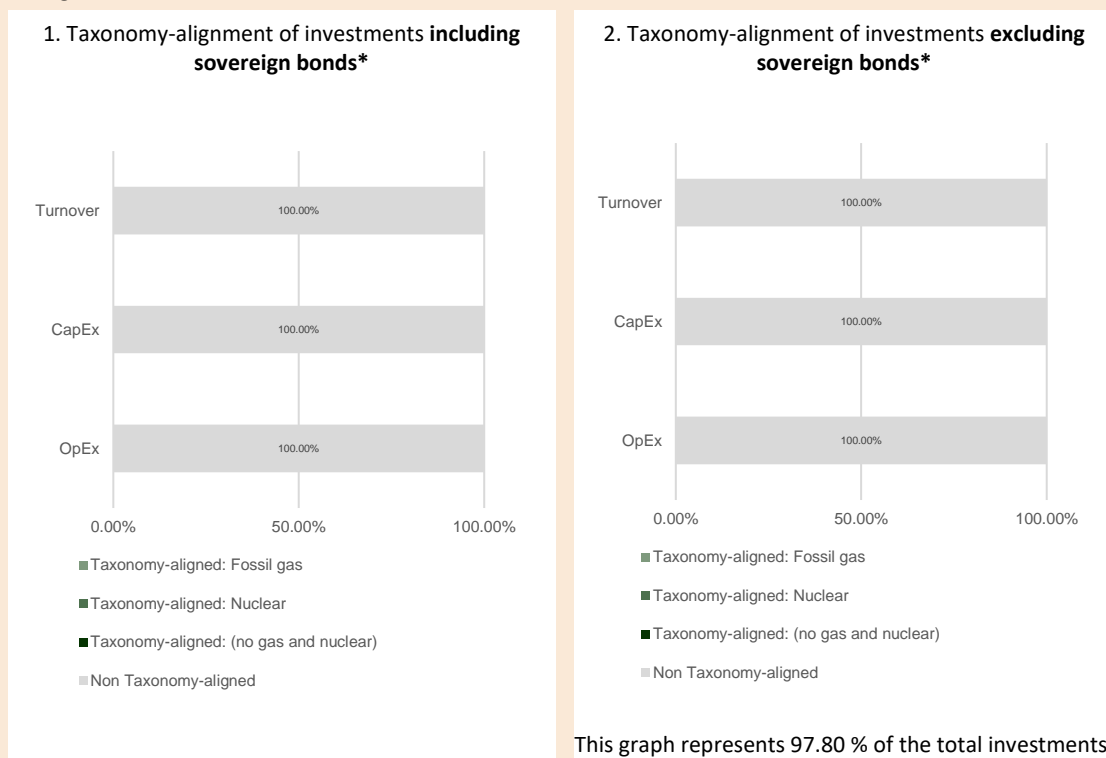 1. Taxonomy-alignment of investments including
sovereign bonds*
Turnover
100.00%
CapEx
100.00%
OpEx
100.00%
0.00%
50.00%
100.00%
Taxonomy-aligned: Fossil gas
Taxonomy-aligned: Nuclear
Taxonomy-aligned: (no gas and nuclear)
Non Taxonomy-aligned
2. Taxonomy-alignment of investments excluding
sovereign bonds*
Turnover
100.00%
CapEx
100.00%
OpEx
100.00%
0.00%
50.00%
100.00%
Taxonomy-aligned: Fossil gas
Taxonomy-aligned: Nuclear
Taxonomy-aligned: (no gas and nuclear)
Non Taxonomy-aligned
This graph represents 97.80 % of the total investments